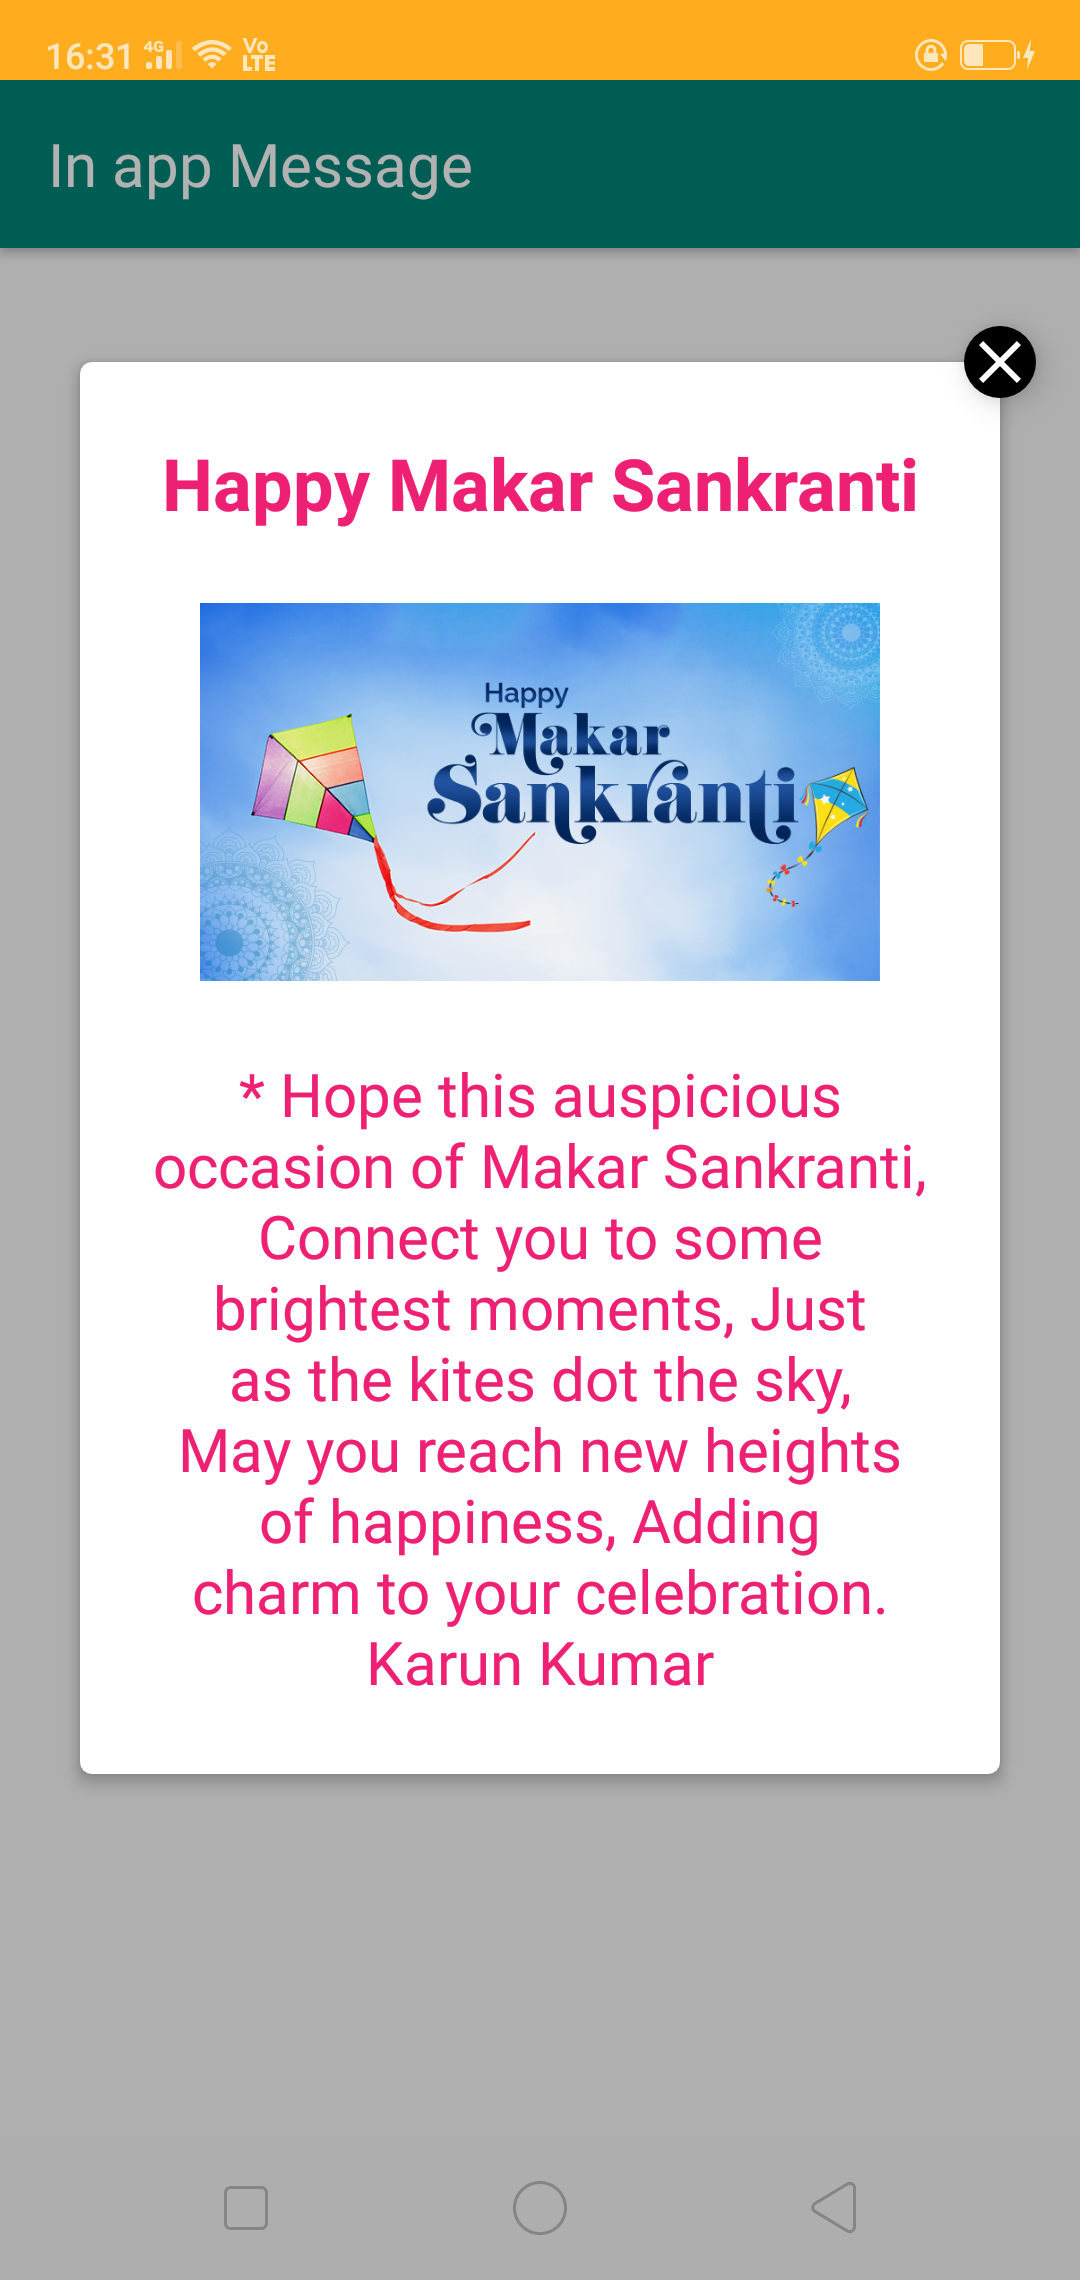 16:31 4G Vo LTE
In app Message
Happy Makar Sankranti
Happy
Makar
Sankranti
* Hope this auspicious
occasion of Makar Sankranti,
Connect you to some
brightest moments, Just
as the kites dot the sky,
May you reach new heights
of happiness, Adding
charm to your celebration.
Karun Kumar